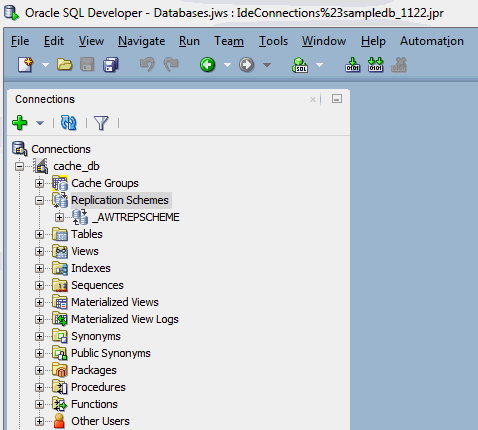 Oracle SQL Developer - Databases.jws : IdeConnections%23sampledb_1122.jpr
File Edit View Run Team Tools Window Help Automation
SQL
Connections
Connections
cache_db
Cache Groups
Replication Schemes
_AWTREPSCHEME
Tables
Views
Indexes
Sequences
Materialized Views
Materialized View Logs
Synonyms
Public Synonyms
Packages
Procedures
Functions
Other Users